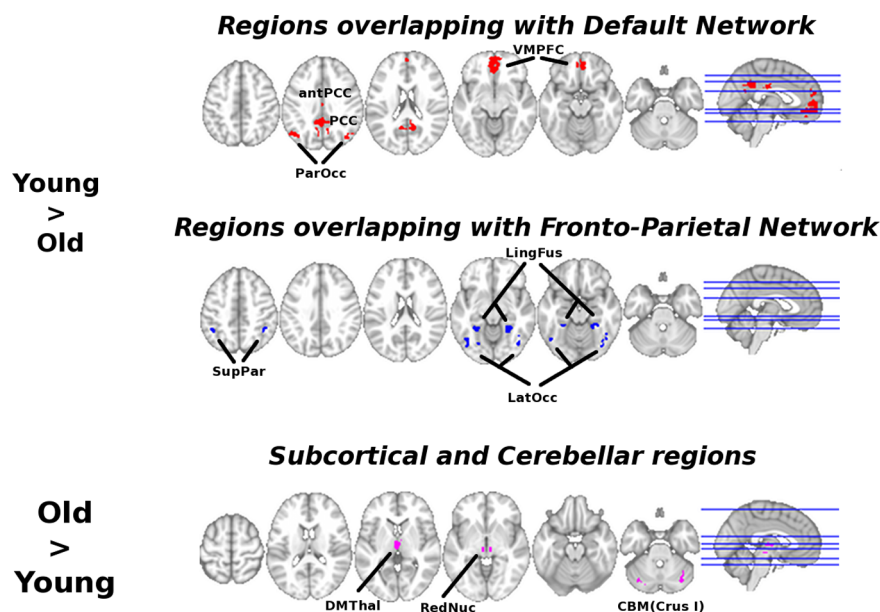 Regions overlapping with Default Network
VMPFC
antPCC
PCC
ParOcc
Young
>
Old
Regions overlapping with Fronto-Parietal Network
LingFus
SupPar
LatOcc
Subcortical and Cerebellar regions
Old
>
Young
DMThal
RedNuc
CBM(Crus I)